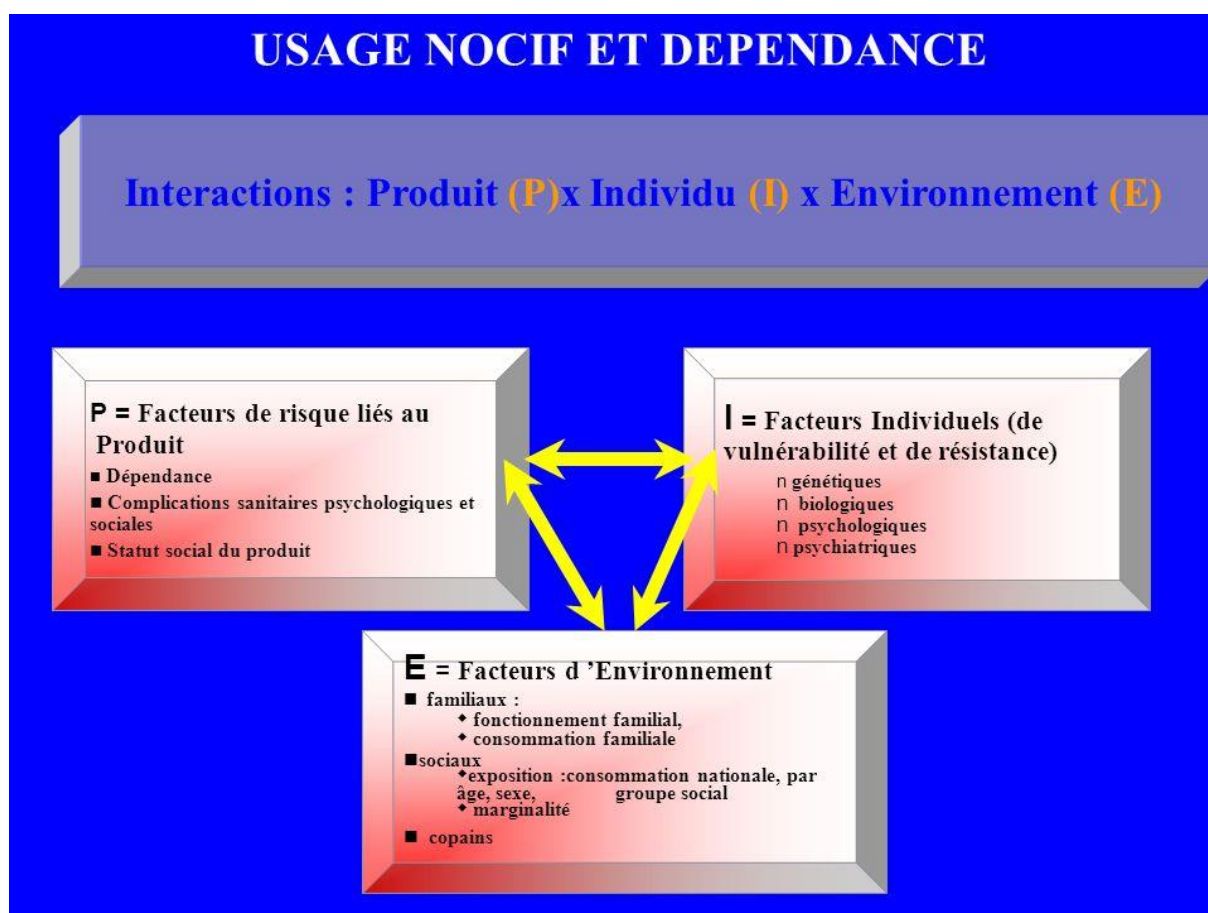 USAGE NOCIF ET DEPENDANCE
Interactions : Produit (P)x Individu (I) x Environnement (E)
P = Facteurs de risque liés au
Produit
■ Dépendance
■ Complications sanitaires psychologiques et
sociales
■ Statut social du produit
I = Facteurs Individuels (de
vulnérabilité et de résistance)
n génétiques
n biologiques
n psychologiques
n psychiatriques
E = Facteurs d ’Environnement
■ familiaux :
◆ fonctionnement familial,
◆ consommation familiale
■sociaux
◆exposition :consommation nationale, par
âge, sexe, groupe social
◆ marginalité
■ copains